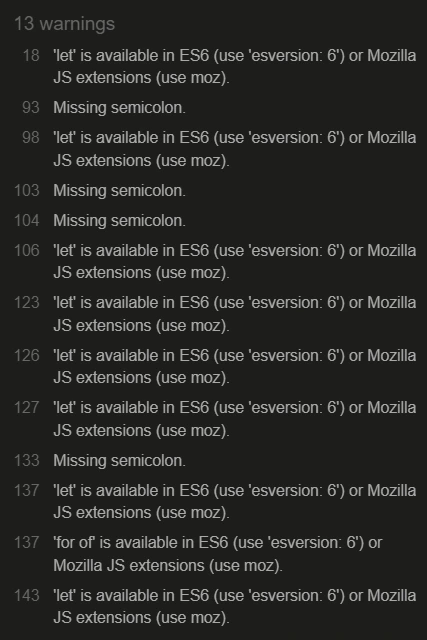 13 warnings
18 'let' is available in ES6 (use 'esversion: 6') or Mozilla
JS extensions (use moz).
93 Missing semicolon.
98 'let' is available in ES6 (use 'esversion: 6') or Mozilla
JS extensions (use moz).
103 Missing semicolon.
104 Missing semicolon.
106 'let' is available in ES6 (use 'esversion: 6') or Mozilla
JS extensions (use moz).
123 'let' is available in ES6 (use 'esversion: 6') or Mozilla
JS extensions (use moz).
126 'let' is available in ES6 (use 'esversion: 6') or Mozilla
JS extensions (use moz).
127 'let' is available in ES6 (use 'esversion: 6') or Mozilla
JS extensions (use moz).
133 Missing semicolon.
137 'let' is available in ES6 (use 'esversion: 6') or Mozilla
JS extensions (use moz).
137 'for of' is available in ES6 (use 'esversion: 6') or
Mozilla JS extensions (use moz).
143 'let' is available in ES6 (use 'esversion: 6') or Mozilla
JS extensions (use moz).